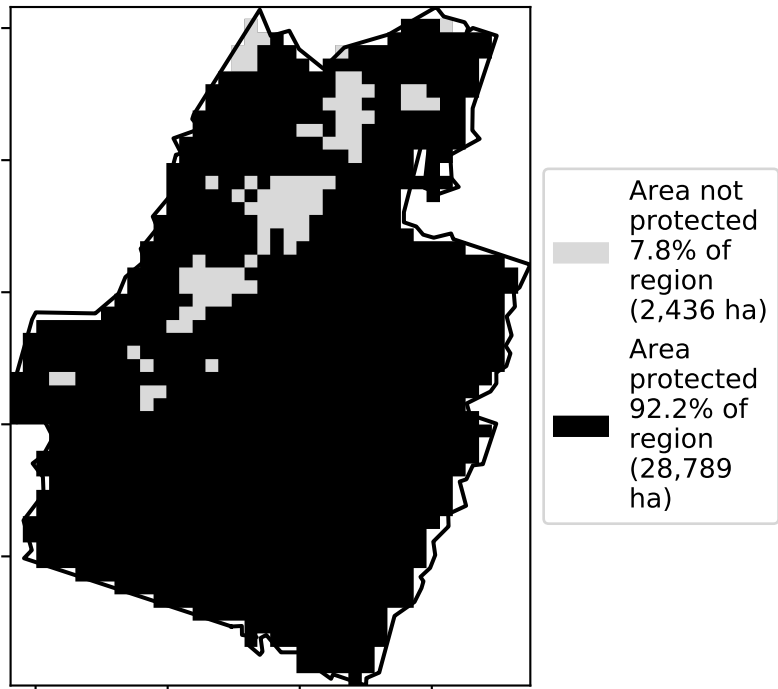 Area not
protected
7.8% of
region
(2,436 ha)
Area
protected
92.2% of
region
(28,789
ha)